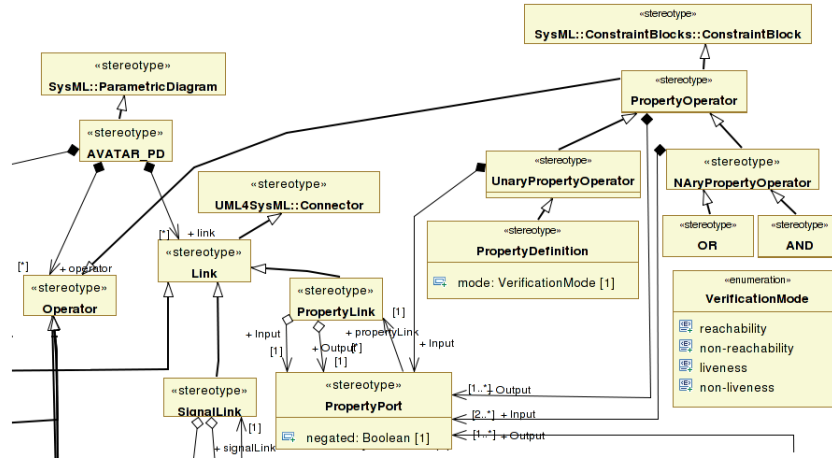 «stereotype»
SysML::ConstraintBlocks::ConstraintBlock
«stereotype»
SysML::ParametricDiagram
«stereotype»
PropertyOperator
«stereotype»
AVATAR_PD
«stereotype»
UnaryPropertyOperator
«stereotype»
NAryPropertyOperator
«stereotype»
UML4SysML::Connector
«stereotype»
OR
«stereotype»
AND
«stereotype»
PropertyDefinition
mode: VerificationMode [1]
[*]
+ link
«stereotype»
Link
[*]
+ operator
«stereotype»
Operator
«stereotype»
PropertyLink
«enumeration»
VerificationMode
reachability
non-reachability
liveness
non-liveness
[1]
+ Input
+ propertyLink
[1]
+ Output
[*]
[1]
+ Input
«stereotype»
PropertyPort
negated: Boolean [1]
[1..*]
+ Output
[2..*]
+ Input
[1..*]
+ Output
«stereotype»
SignalLink
[1]
+ signalLink